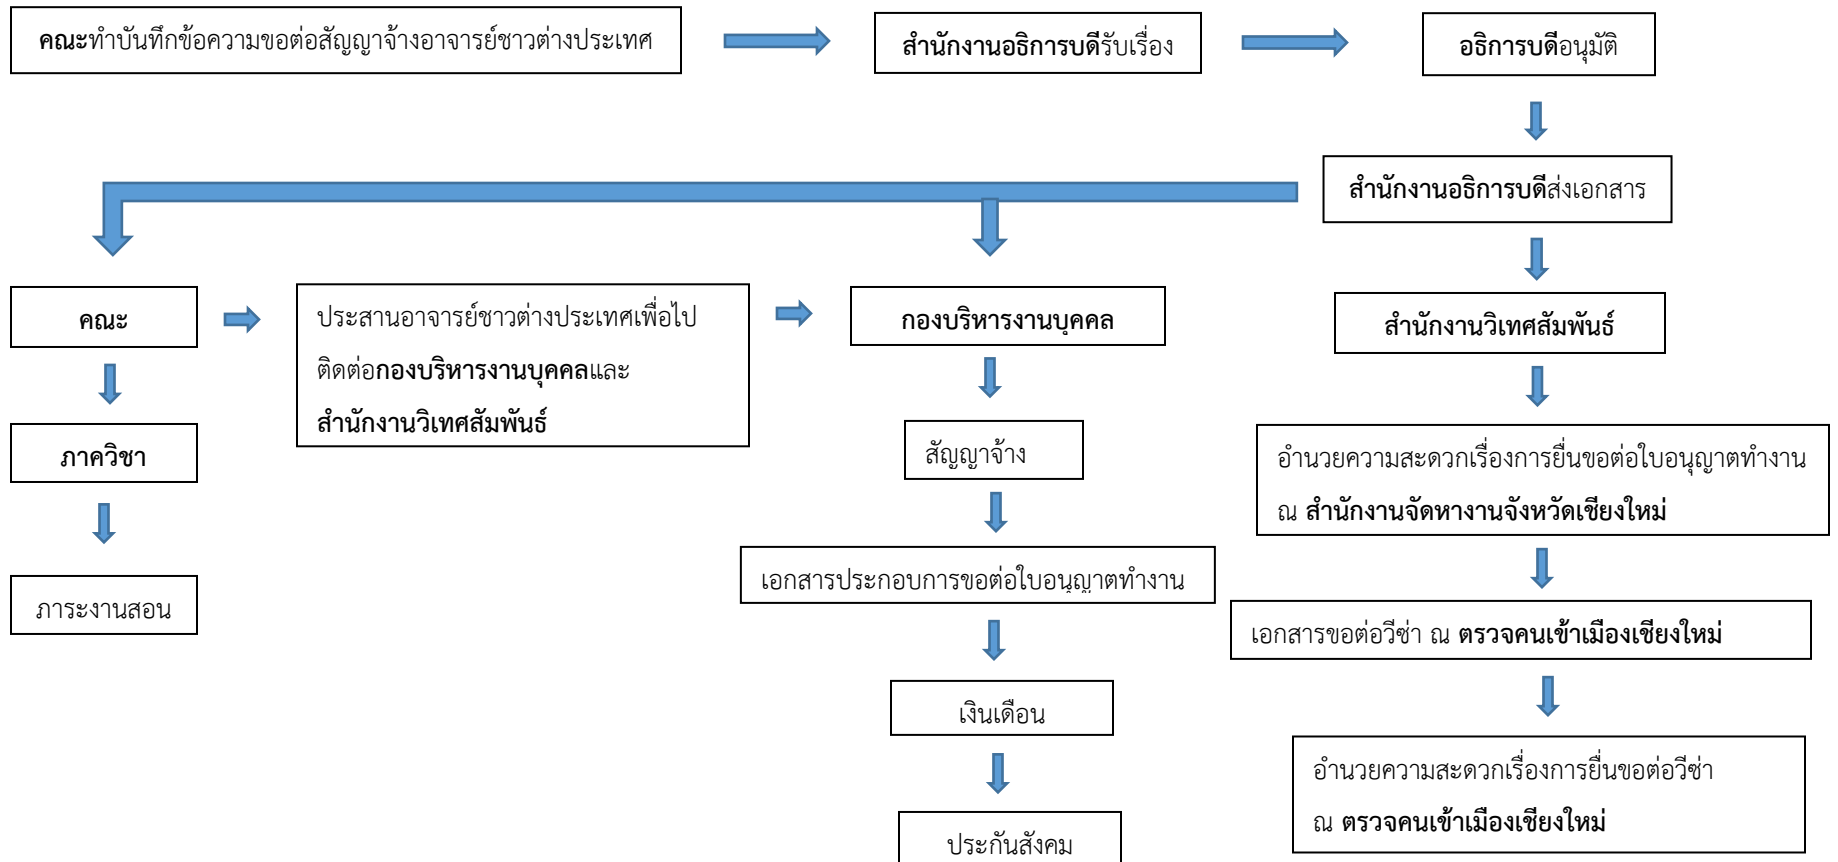 คณะทำบันทึกข้อความขอต่อสัญญาจ้างอาจารย์ชาวต่างประเทศ
สำนักงานอธิการบดีรับเรื่อง
อธิการบดีอนุมัติ
สำนักงานอธิการบดีส่งเอกสาร
คณะ
ประสานอาจารย์ชาวต่างประเทศเพื่อไป
ติดต่อกองบริหารงานบุคคลและ
สำนักงานวิเทศสัมพันธ์
กองบริหารงานบุคคล
สำนักงานวิเทศสัมพันธ์
ภาควิชา
สัญญาจ้าง
อำนวยความสะดวกเรื่องการยื่นขอต่อใบอนุญาตทำงาน
ณ สำนักงานจัดหางานจังหวัดเชียงใหม่
ภาระงานสอน
เอกสารประกอบการขอต่อใบอนุญาตทำงาน
เอกสารขอต่อวีซ่า ณ ตรวจคนเข้าเมืองเชียงใหม่
เงินเดือน
อำนวยความสะดวกเรื่องการยื่นขอต่อวีซ่า
ณ ตรวจคนเข้าเมืองเชียงใหม่
ประกันสังคม